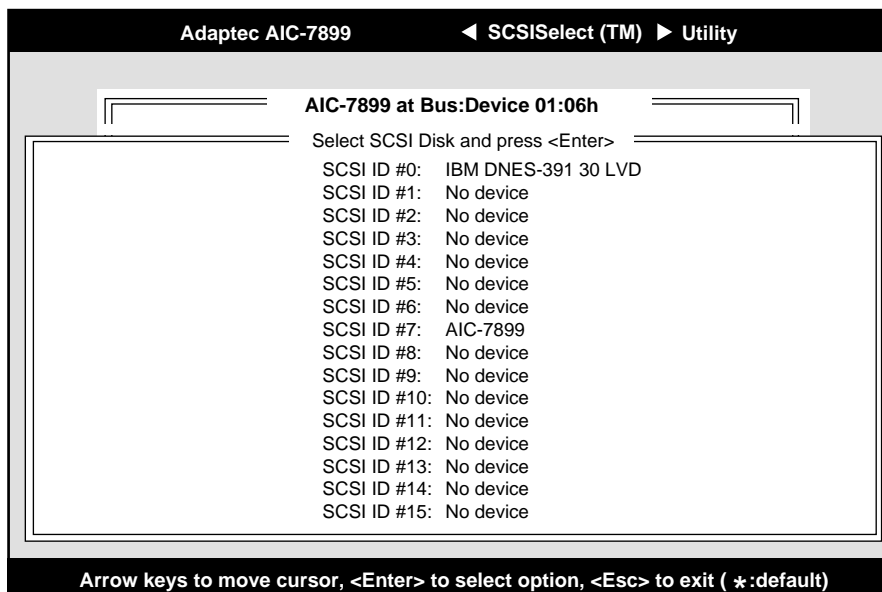 Adaptec AIC-7899 ◀ SCSISelect (TM) ▶ Utility
AIC-7899 at Bus:Device 01:06h
Select SCSI Disk and press <Enter>
SCSI ID #0: IBM DNES-391 30 LVD
SCSI ID #1: No device
SCSI ID #2: No device
SCSI ID #3: No device
SCSI ID #4: No device
SCSI ID #5: No device
SCSI ID #6: No device
SCSI ID #7: AIC-7899
SCSI ID #8: No device
SCSI ID #9: No device
SCSI ID #10: No device
SCSI ID #11: No device
SCSI ID #12: No device
SCSI ID #13: No device
SCSI ID #14: No device
SCSI ID #15: No device
Arrow keys to move cursor, <Enter> to select option, <Esc> to exit ( *:default)